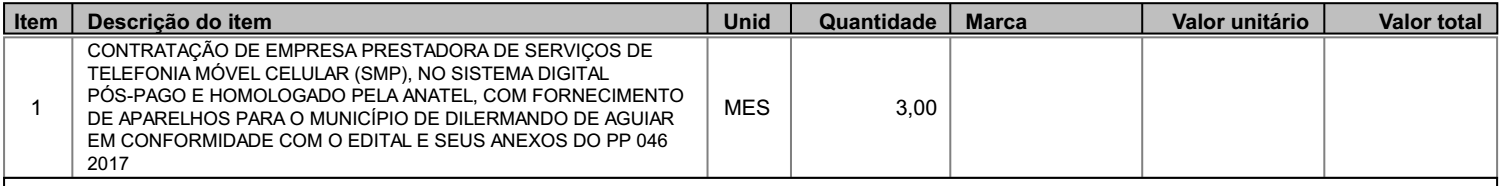 Item Descrição do item Unid Quantidade Marca Valor unitário Valor total
CONTRATAÇÃO DE EMPRESA PRESTADORA DE SERVIÇOS DE
TELEFONIA MÓVEL CELULAR (SMP), NO SISTEMA DIGITAL
PÓS-PAGO E HOMOLOGADO PELA ANATEL, COM FORNECIMENTO
1 DE APARELHOS PARA O MUNICÍPIO DE DILERMANDO DE AGUIAR MES 3,00
EM CONFORMIDADE COM O EDITAL E SEUS ANEXOS DO PP 046
2017